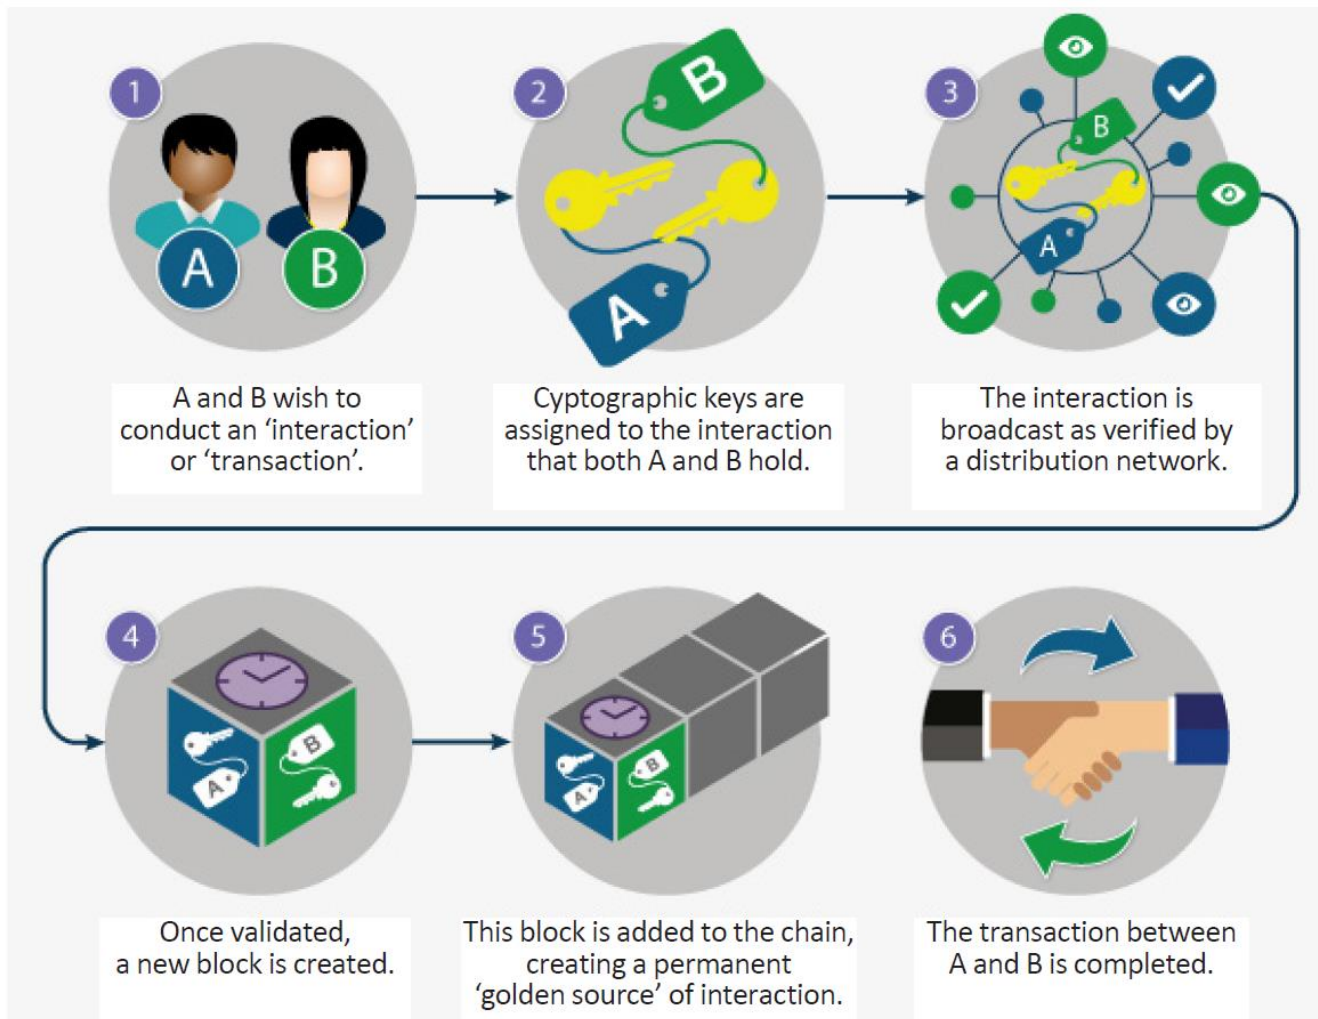 1
A
B
A and B wish to
conduct an ‘interaction’
or ‘transaction’.
2
B
A
Cyptographic keys are
assigned to the interaction
that both A and B hold.
3
B
A
The interaction is
broadcast as verified by
a distribution network.
4
A
B
Once validated,
a new block is created.
5
A
B
This block is added to the chain,
creating a permanent
‘golden source’ of interaction.
6
The transaction between
A and B is completed.